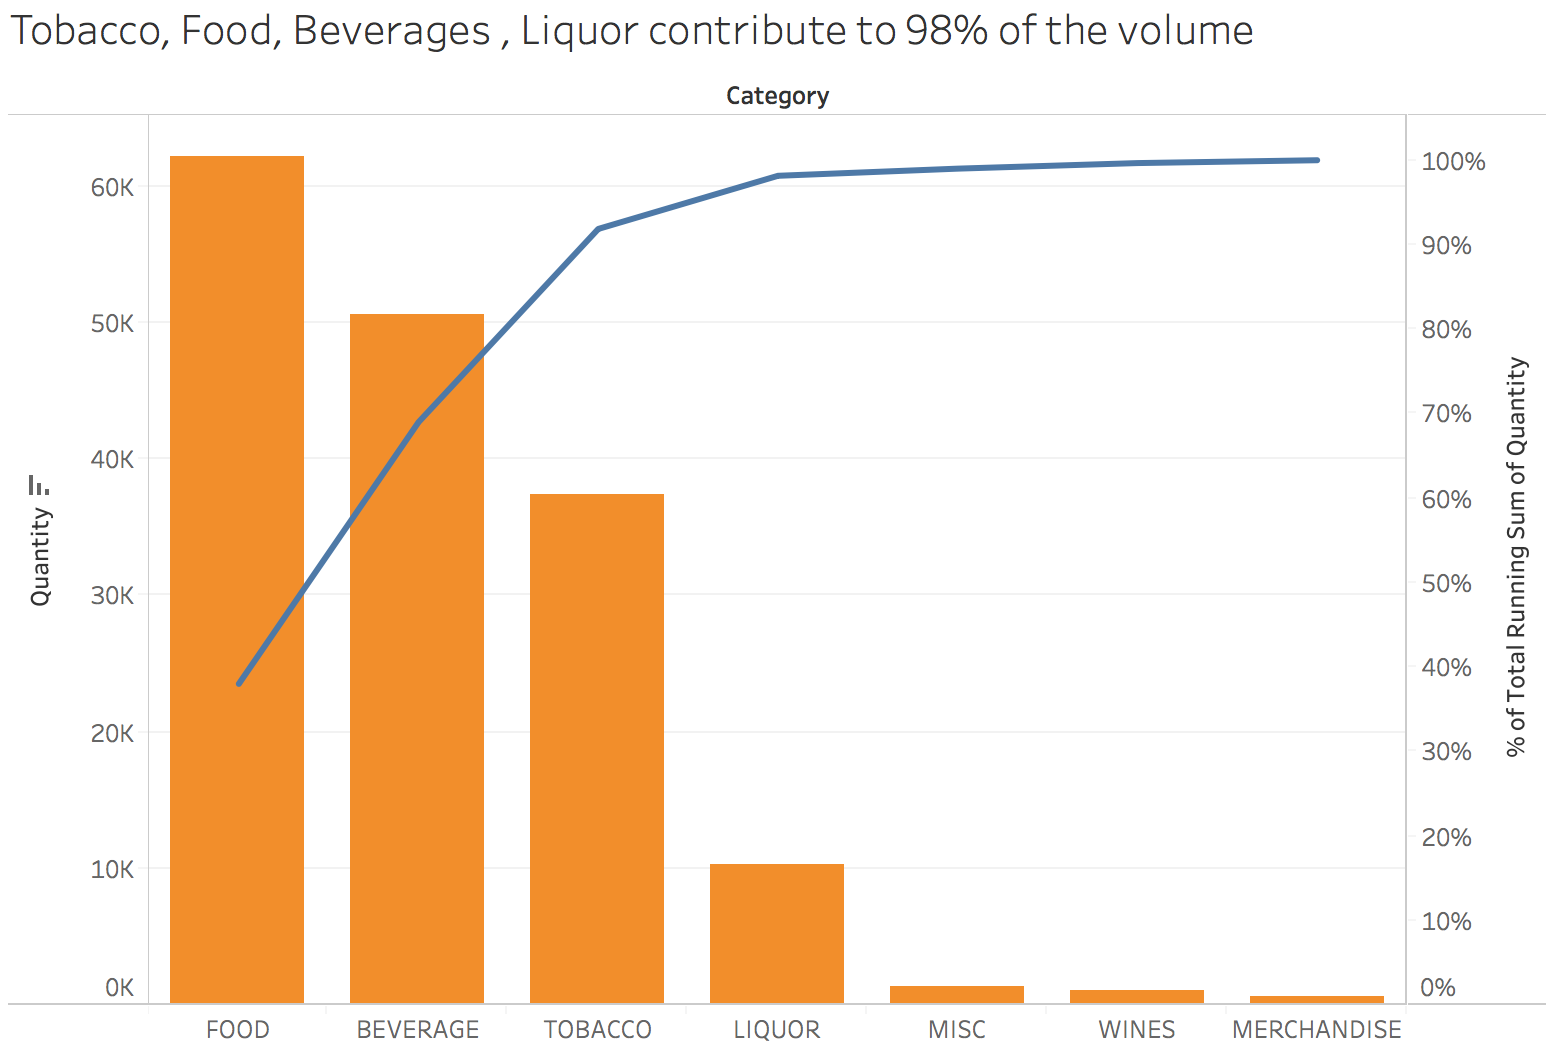 Tobacco, Food, Beverages , Liquor contribute to 98% of the volume
Category
Quantity
60K
50K
40K
30K
20K
10K
0K
100%
90%
80%
70%
60%
50%
40%
30%
20%
10%
0%
% of Total Running Sum of Quantity
FOOD
BEVERAGE
TOBACCO
LIQUOR
MISC
WINES
MERCHANDISE